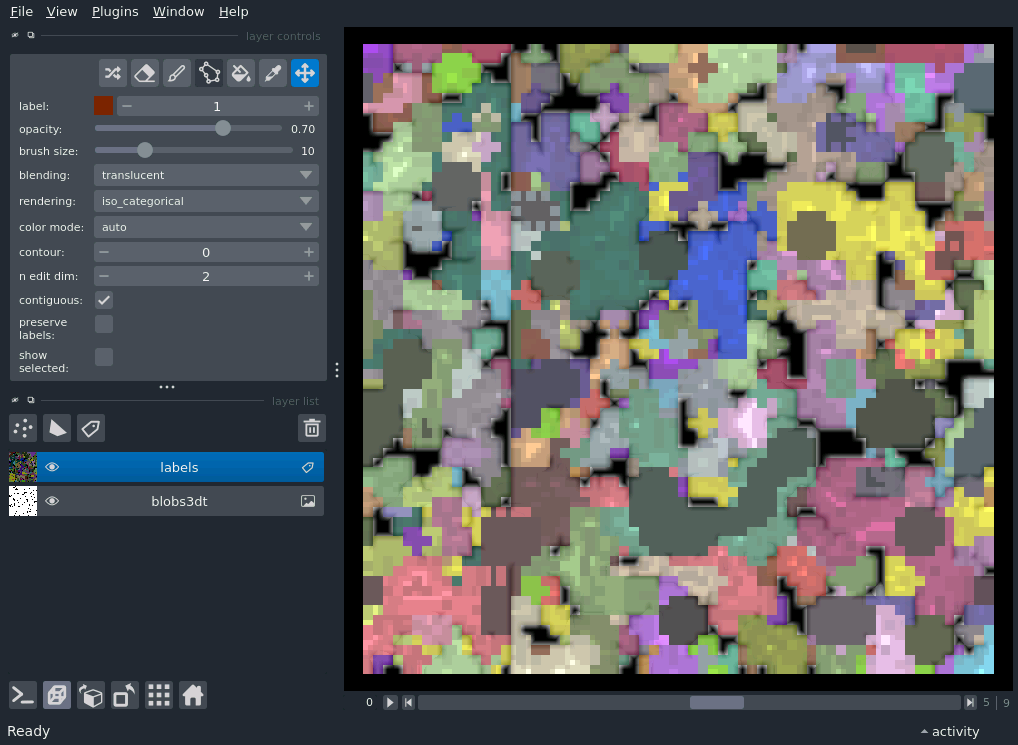 File View Plugins Window Help
layer controls
label: 1
opacity: 0.70
brush size: 10
blending: translucent
rendering: iso_categorical
color mode: auto
contour: 0
n edit dim: 2
contiguous:
preserve
labels:
show
selected:
layer list
labels
blobs3dt
0 5 9
Ready activity